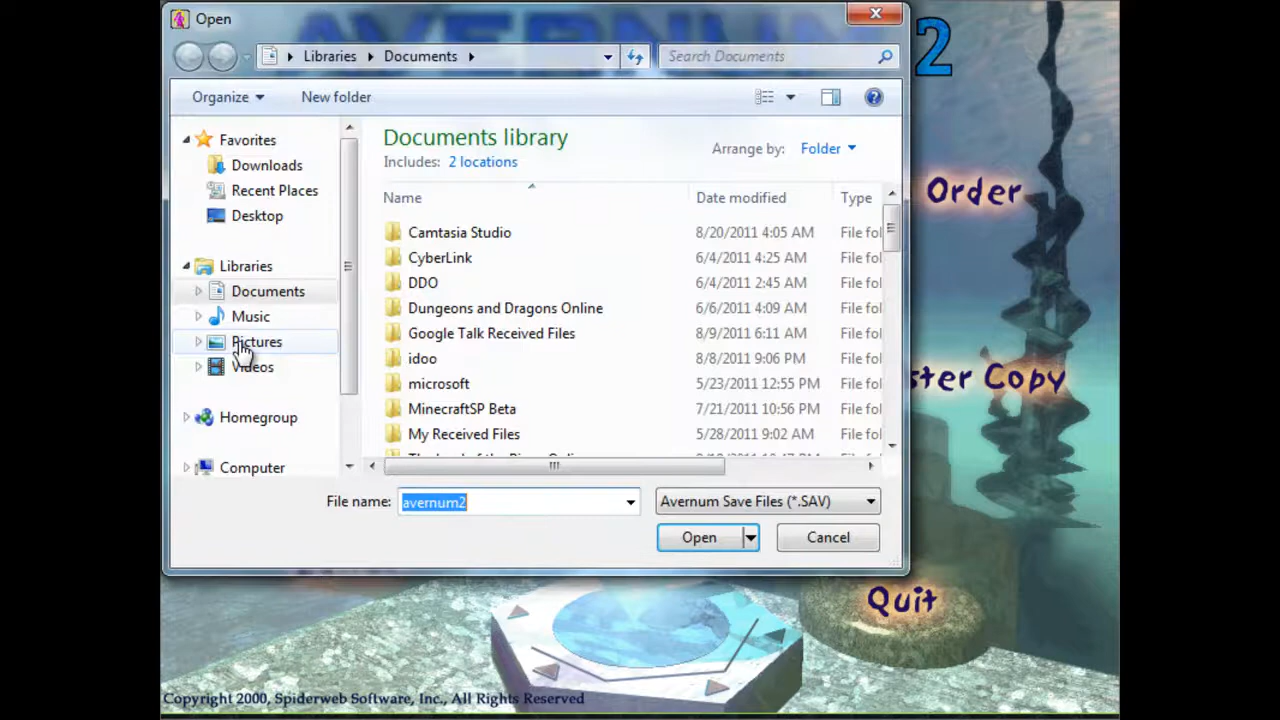 Open
AVERNUM 2
Libraries Documents
Search Documents
Organize New folder
Documents library
Includes: 2 locations
Arrange by: Folder
Favorites
Downloads
Recent Places
Desktop
Libraries
Documents
Music
Pictures
Videos
Homegroup
Computer
Name Date modified Type
Camtasia Studio 8/20/2011 4:05 AM File fol
CyberLink 6/4/2011 4:25 AM File fol
DDO 6/4/2011 2:45 AM File fol
Dungeons and Dragons Online 6/6/2011 4:09 AM File fol
Google Talk Received Files 8/9/2011 6:11 AM File fol
idoo 8/8/2011 9:06 PM File fol
microsoft 5/23/2011 12:55 PM File fol
MinecraftSP Beta 7/21/2011 10:56 PM File fol
My Received Files 5/28/2011 9:02 AM File fol
File name: avernum2 Avernum Save Files (*.SAV)
Open Cancel
Order
ster Copy
Quit
Copyright 2000, Spiderweb Software, Inc., All Rights Reserved